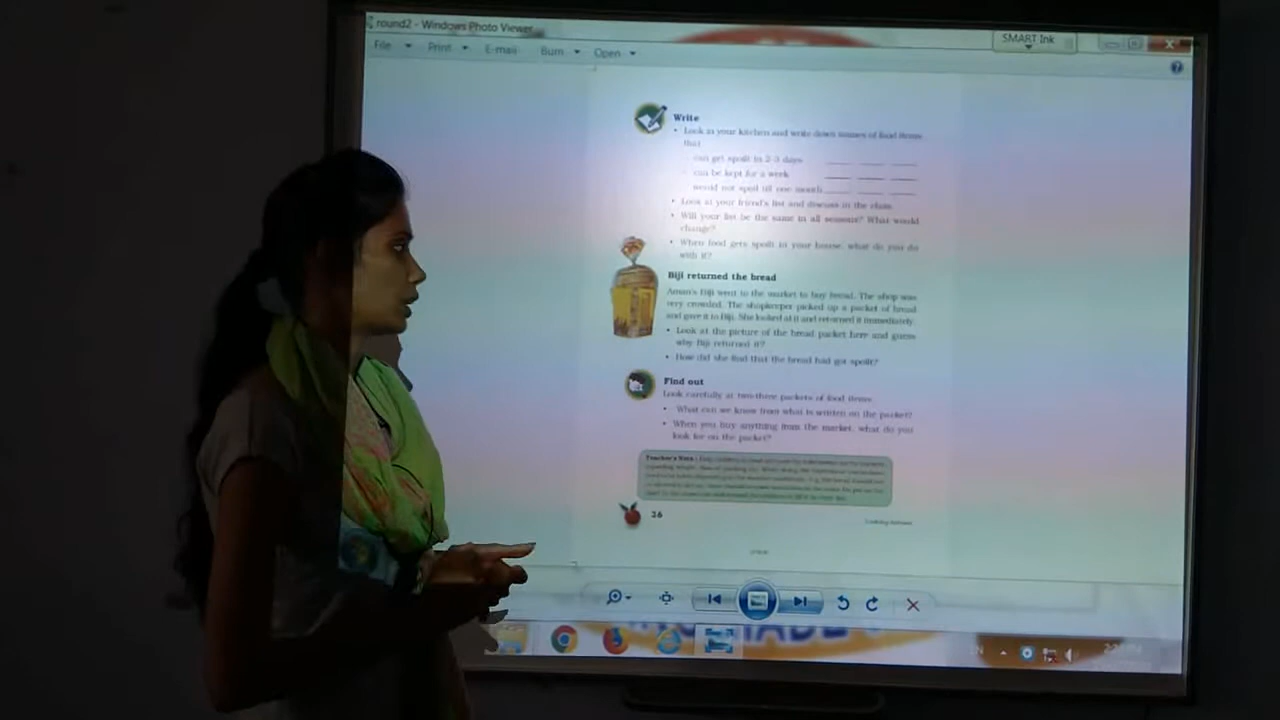 round2 - Windows Photo Viewer
SMART Ink
File Print E-mail Burn Open
Write
• Look in your kitchen and write down names of food items
that
– can get spoilt in 2-3 days
– can be kept for a week
– would not spoil till one month
• Look at your friend's list and discuss in the class.
• Will your list be the same in all seasons? What would
change?
• When food gets spoilt in your house, what do you do
with it?
Biji returned the bread
Aman's Biji went to the market to buy bread. The shop was
very crowded. The shopkeeper picked up a packet of bread
and gave it to Biji. She looked at it and returned it immediately.
• Look at the picture of the bread packet here and guess
why Biji returned it?
• How did she find that the bread had got spoilt?
Find out
Look carefully at two-three packets of food items.
• What can we know from what is written on the packet?
• When you buy anything from the market, what do you
look for on the packet?
Teacher's Note :
26
Looking Around